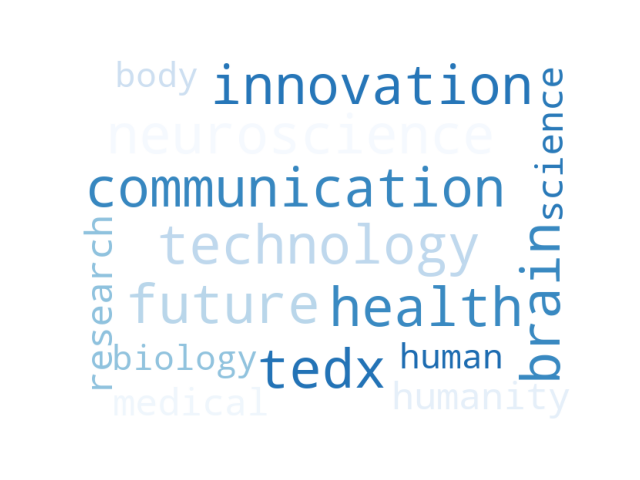 body
innovation
science
neuroscience
communication
research
technology
brain
future
health
biology
tedx
human
medical
humanity